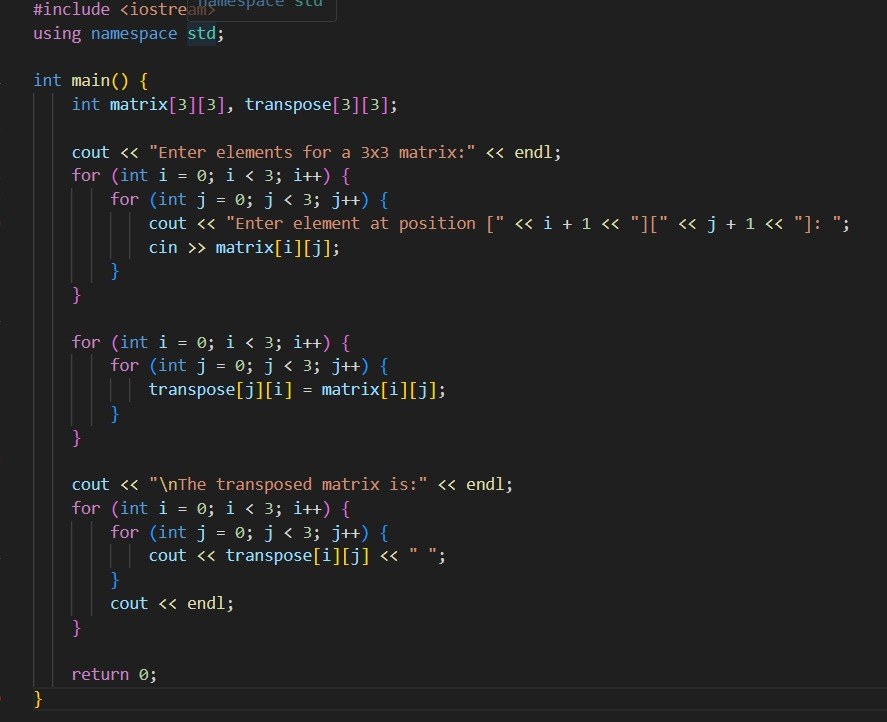 #include <iostream>
namespace std
using namespace std;
int main() {
int matrix[3][3], transpose[3][3];
cout << "Enter elements for a 3x3 matrix:" << endl;
for (int i = 0; i < 3; i++) {
for (int j = 0; j < 3; j++) {
cout << "Enter element at position [" << i + 1 << "][" << j + 1 << "]: ";
cin >> matrix[i][j];
}
}
for (int i = 0; i < 3; i++) {
for (int j = 0; j < 3; j++) {
transpose[j][i] = matrix[i][j];
}
}
cout << "\nThe transposed matrix is:" << endl;
for (int i = 0; i < 3; i++) {
for (int j = 0; j < 3; j++) {
cout << transpose[i][j] << " ";
}
cout << endl;
}
return 0;
}